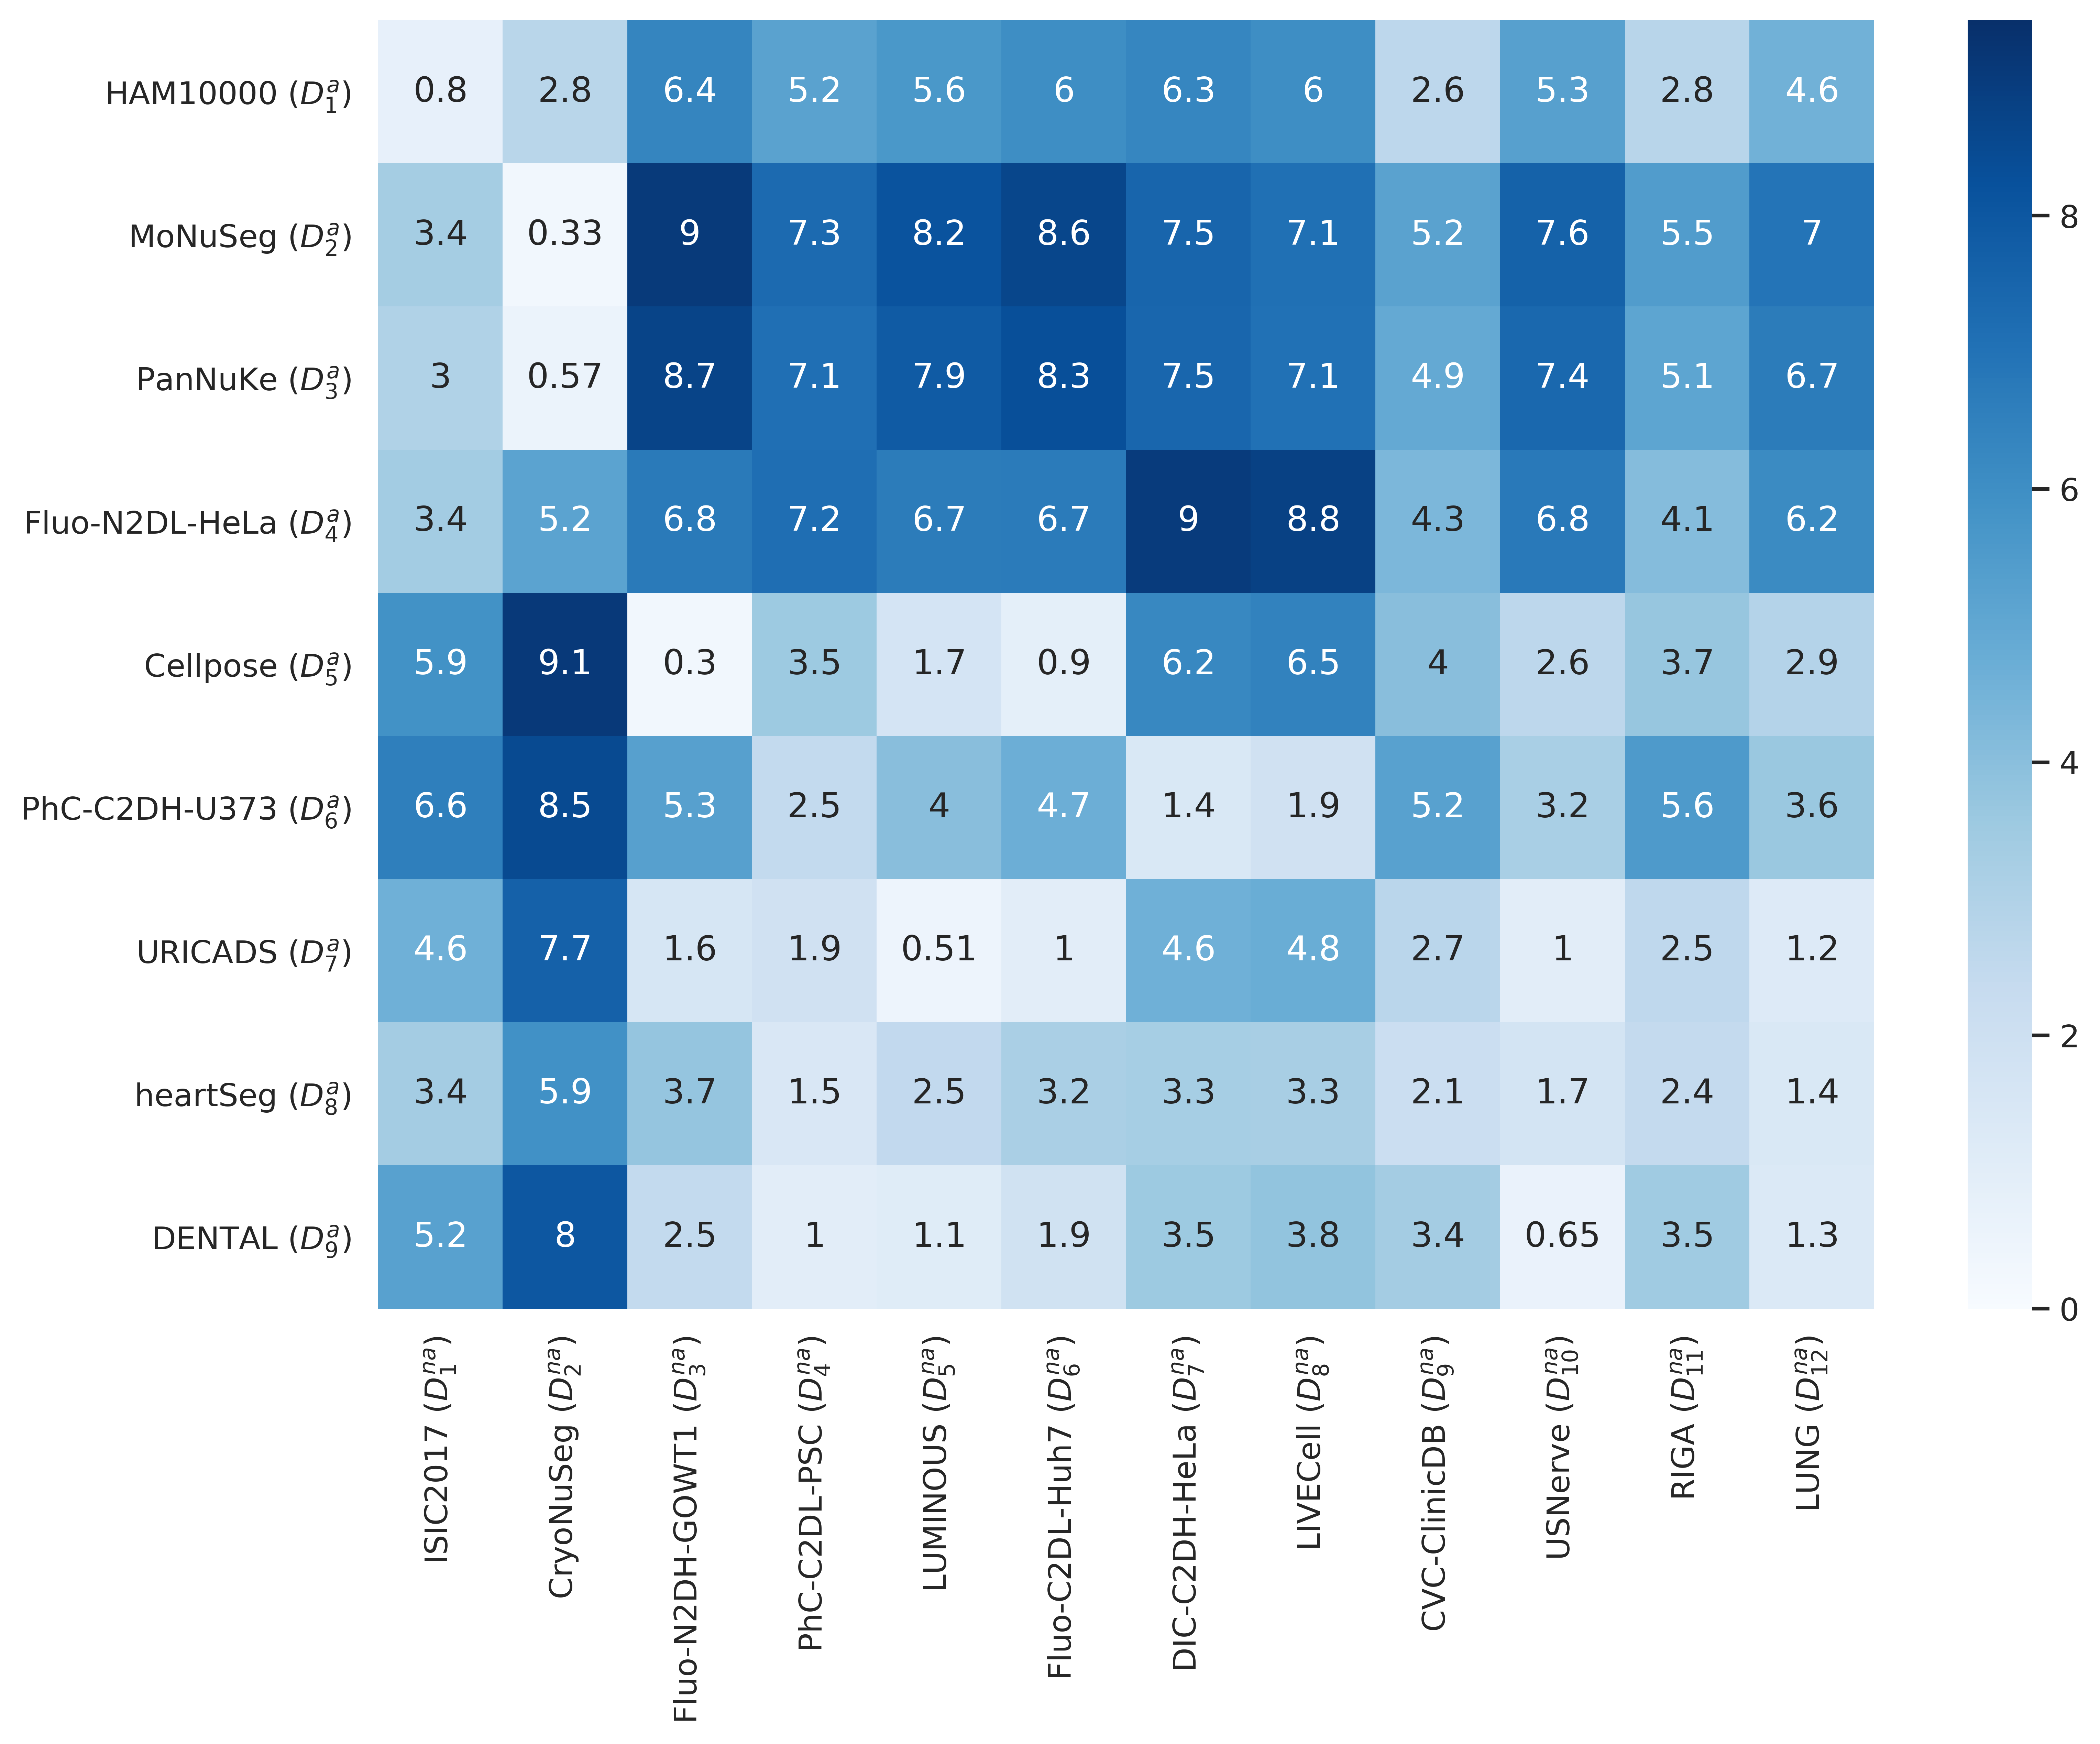 HAM10000 (D₁ᵃ) 0.8 2.8 6.4 5.2 5.6 6 6.3 6 2.6 5.3 2.8 4.6
MoNuSeg (D₂ᵃ) 3.4 0.33 9 7.3 8.2 8.6 7.5 7.1 5.2 7.6 5.5 7
PanNuKe (D₃ᵃ) 3 0.57 8.7 7.1 7.9 8.3 7.5 7.1 4.9 7.4 5.1 6.7
Fluo-N2DL-HeLa (D₄ᵃ) 3.4 5.2 6.8 7.2 6.7 6.7 9 8.8 4.3 6.8 4.1 6.2
Cellpose (D₅ᵃ) 5.9 9.1 0.3 3.5 1.7 0.9 6.2 6.5 4 2.6 3.7 2.9
PhC-C2DH-U373 (D₆ᵃ) 6.6 8.5 5.3 2.5 4 4.7 1.4 1.9 5.2 3.2 5.6 3.6
URICADS (D₇ᵃ) 4.6 7.7 1.6 1.9 0.51 1 4.6 4.8 2.7 1 2.5 1.2
heartSeg (D₈ᵃ) 3.4 5.9 3.7 1.5 2.5 3.2 3.3 3.3 2.1 1.7 2.4 1.4
DENTAL (D₉ᵃ) 5.2 8 2.5 1 1.1 1.9 3.5 3.8 3.4 0.65 3.5 1.3
ISIC2017 (D₁ⁿᵃ)
CryoNuSeg (D₂ⁿᵃ)
Fluo-N2DH-GOWT1 (D₃ⁿᵃ)
PhC-C2DL-PSC (D₄ⁿᵃ)
LUMINOUS (D₅ⁿᵃ)
Fluo-C2DL-Huh7 (D₆ⁿᵃ)
DIC-C2DH-HeLa (D₇ⁿᵃ)
LIVECell (D₈ⁿᵃ)
CVC-ClinicDB (D₉ⁿᵃ)
USNerve (D₁₀ⁿᵃ)
RIGA (D₁₁ⁿᵃ)
LUNG (D₁₂ⁿᵃ)
8
6
4
2
0